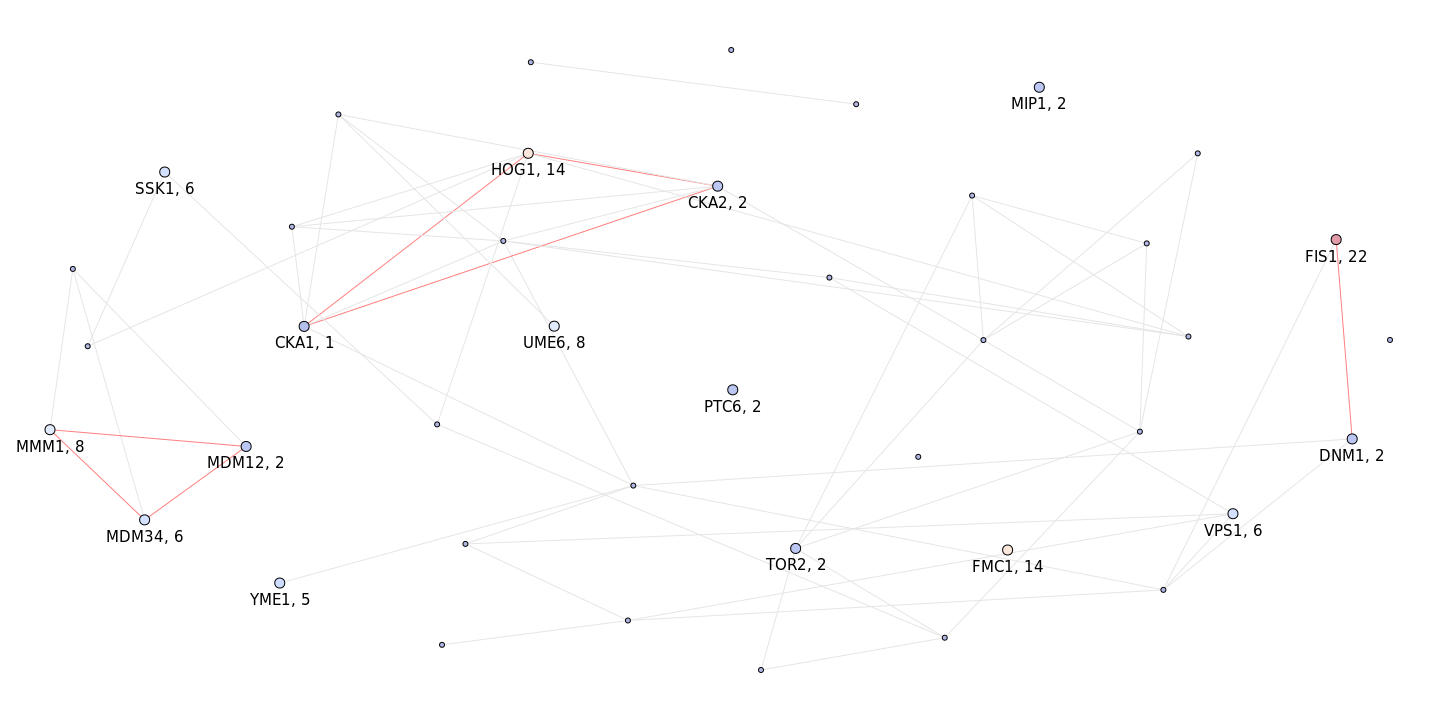 MIP1, 2
HOG1, 14
SSK1, 6
CKA2, 2
FIS1, 22
CKA1, 1
UME6, 8
PTC6, 2
MMM1, 8
MDM12, 2
DNM1, 2
MDM34, 6
VPS1, 6
TOR2, 2
FMC1, 14
YME1, 5